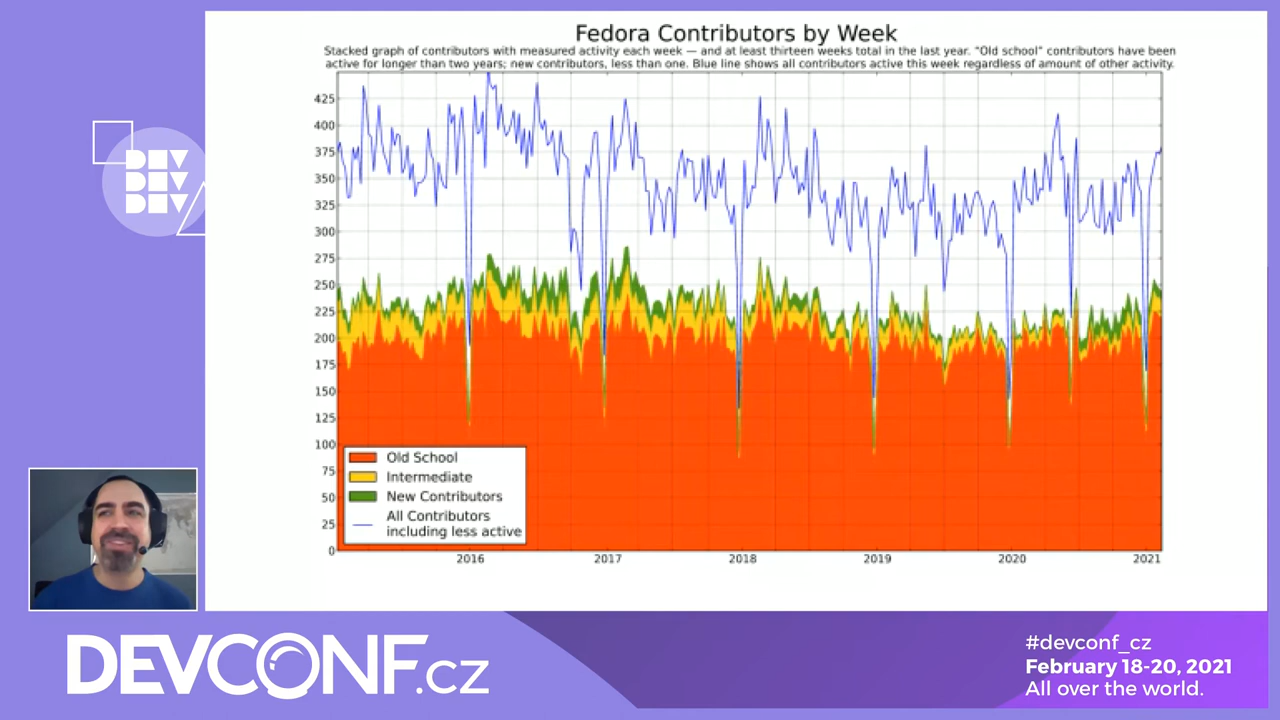 Fedora Contributors by Week
Stacked graph of contributors with measured activity each week — and at least thirteen weeks total in the last year. "Old school" contributors have been
active for longer than two years; new contributors, less than one. Blue line shows all contributors active this week regardless of amount of other activity.
425
400
375
350
325
300
275
250
225
200
175
150
125
100
75
50
25
0
Old School
Intermediate
New Contributors
All Contributors
including less active
2016
2017
2018
2019
2020
2021
DEV
DEV
DEV
DEVCONF.cz
#devconf_cz
February 18-20, 2021
All over the world.